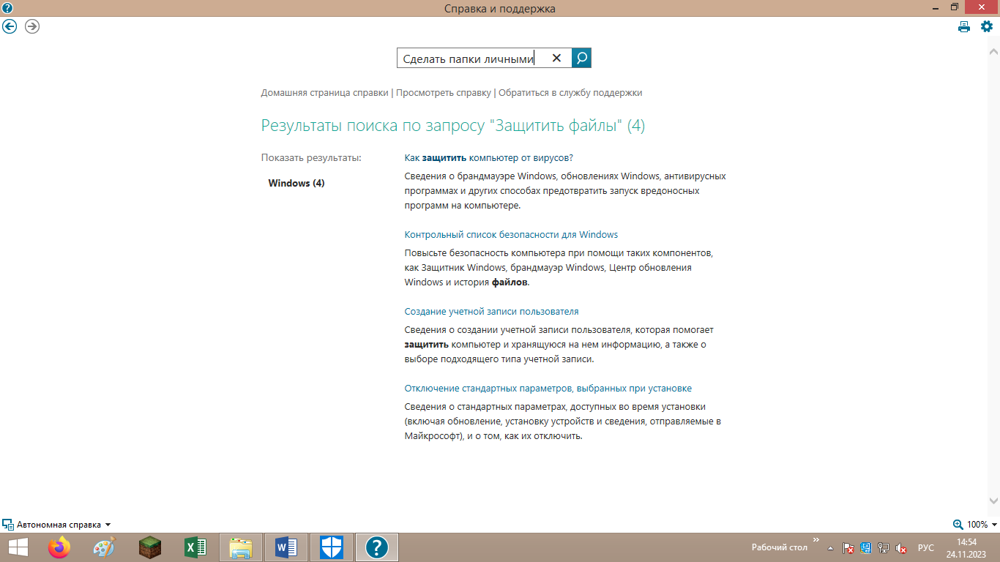 Справка и поддержка
Сделать папки личными
Домашняя страница справки | Просмотреть справку | Обратиться в службу поддержки
Результаты поиска по запросу "Защитить файлы" (4)
Показать результаты:
Windows (4)
Как защитить компьютер от вирусов?
Сведения о брандмауэре Windows, обновлениях Windows, антивирусных
программах и других способах предотвратить запуск вредоносных
программ на компьютере.
Контрольный список безопасности для Windows
Повысьте безопасность компьютера при помощи таких компонентов,
как Защитник Windows, брандмауэр Windows, Центр обновления
Windows и история файлов.
Создание учетной записи пользователя
Сведения о создании учетной записи пользователя, которая помогает
защитить компьютер и хранящуюся на нем информацию, а также о
выборе подходящего типа учетной записи.
Отключение стандартных параметров, выбранных при установке
Сведения о стандартных параметрах, доступных во время установки
(включая обновление, установку устройств и сведения, отправляемые в
Майкрософт), и о том, как их отключить.
Автономная справка
100%
Рабочий стол
РУС
14:54
24.11.2023